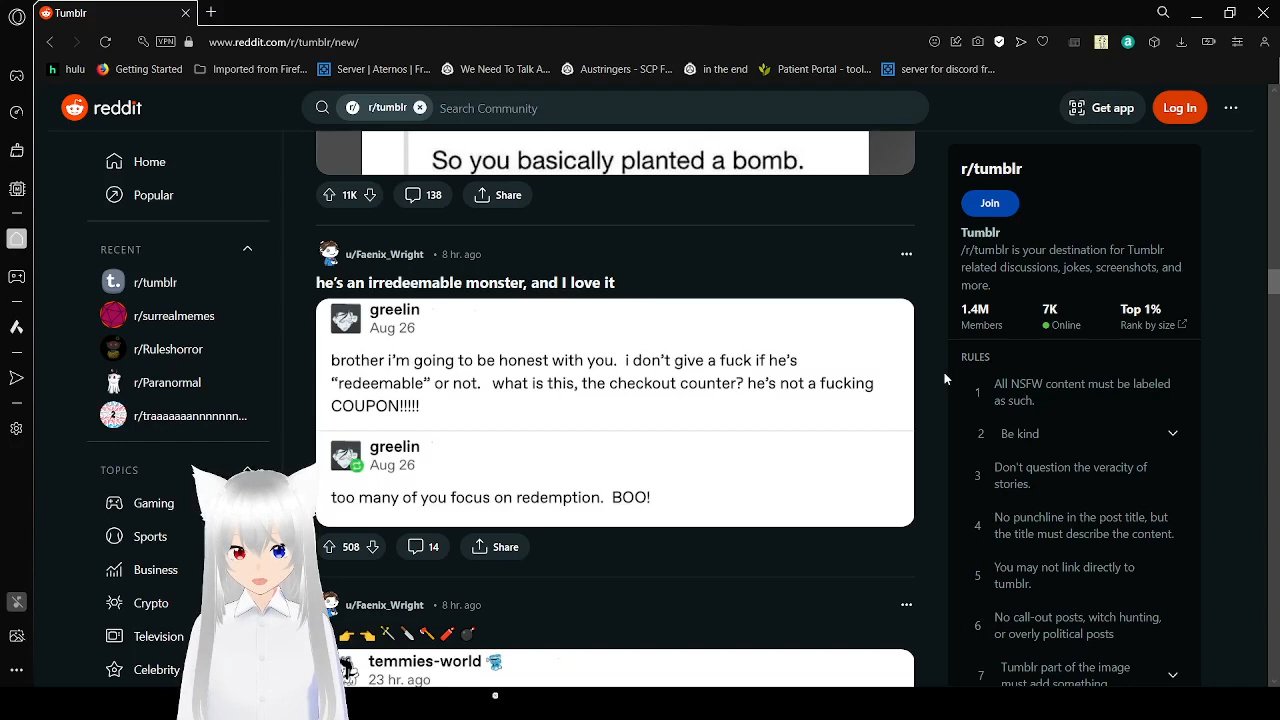 Tumblr
VPN
www.reddit.com/r/tumblr/new/
hulu
Getting Started
Imported from Firef...
Server | Aternos | Fr...
We Need To Talk A...
Austringers - SCP F...
in the end
Patient Portal - tool...
server for discord fr...
reddit
r/tumblr
Search Community
Get app
Log In
Home
Popular
RECENT
r/tumblr
r/surrealmemes
r/Ruleshorror
r/Paranormal
r/traaaaaaannnnnnn...
TOPICS
Gaming
Sports
Business
Crypto
Television
Celebrity
So you basically planted a bomb.
11K
138
Share
u/Faenix_Wright • 8 hr. ago
he's an irredeemable monster, and I love it
greelin
Aug 26
brother i'm going to be honest with you. i don't give a fuck if he's
“redeemable” or not. what is this, the checkout counter? he's not a fucking
COUPON!!!!!
greelin
Aug 26
too many of you focus on redemption. BOO!
508
14
Share
u/Faenix_Wright • 8 hr. ago
temmies-world
23 hr. ago
r/tumblr
Join
Tumblr
/r/tumblr is your destination for Tumblr
related discussions, jokes, screenshots, and
more.
1.4M 7K Top 1%
Members Online Rank by size
RULES
1 All NSFW content must be labeled
as such.
2 Be kind
3 Don't question the veracity of
stories.
4 No punchline in the post title, but
the title must describe the content.
5 You may not link directly to
tumblr.
6 No call-out posts, witch hunting,
or overly political posts
7 Tumblr part of the image
must add something